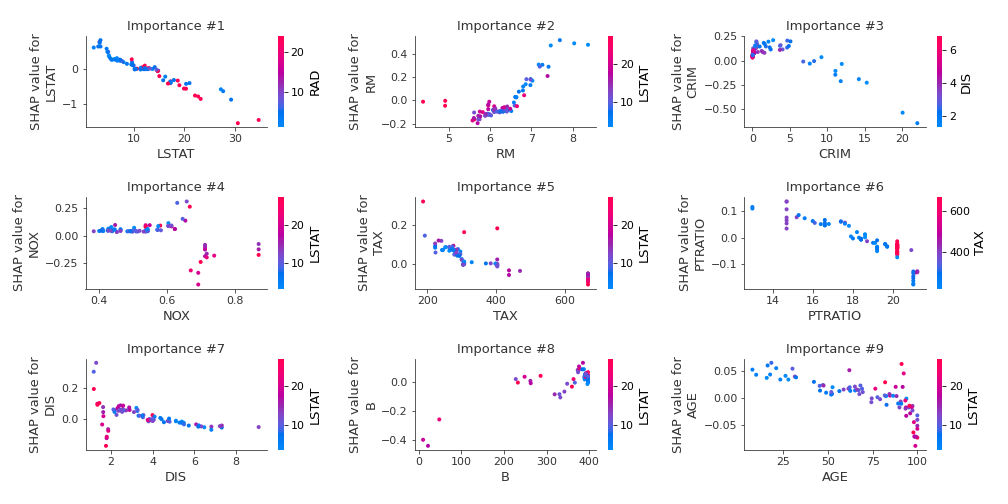 Importance #1
Importance #2
Importance #3
SHAP value for
LSTAT
0
−1
5
10
15
20
25
30
35
LSTAT
20
10
RAD
SHAP value for
RM
0.4
0.2
0.0
−0.2
5
6
7
8
RM
20
10
LSTAT
SHAP value for
CRIM
0.25
0.00
−0.25
−0.50
0
5
10
15
20
CRIM
6
4
2
DIS
Importance #4
Importance #5
Importance #6
SHAP value for
NOX
0.25
0.00
−0.25
0.4
0.6
0.8
NOX
20
10
LSTAT
SHAP value for
TAX
0.2
0.0
200
400
600
TAX
20
10
LSTAT
SHAP value for
PTRATIO
0.1
0.0
−0.1
14
16
18
20
PTRATIO
600
400
TAX
Importance #7
Importance #8
Importance #9
SHAP value for
DIS
0.2
0.0
2
4
6
8
DIS
20
10
LSTAT
SHAP value for
B
0.0
−0.2
−0.4
0
100
200
300
400
B
20
10
LSTAT
SHAP value for
AGE
0.05
0.00
−0.05
25
50
75
100
AGE
20
10
LSTAT